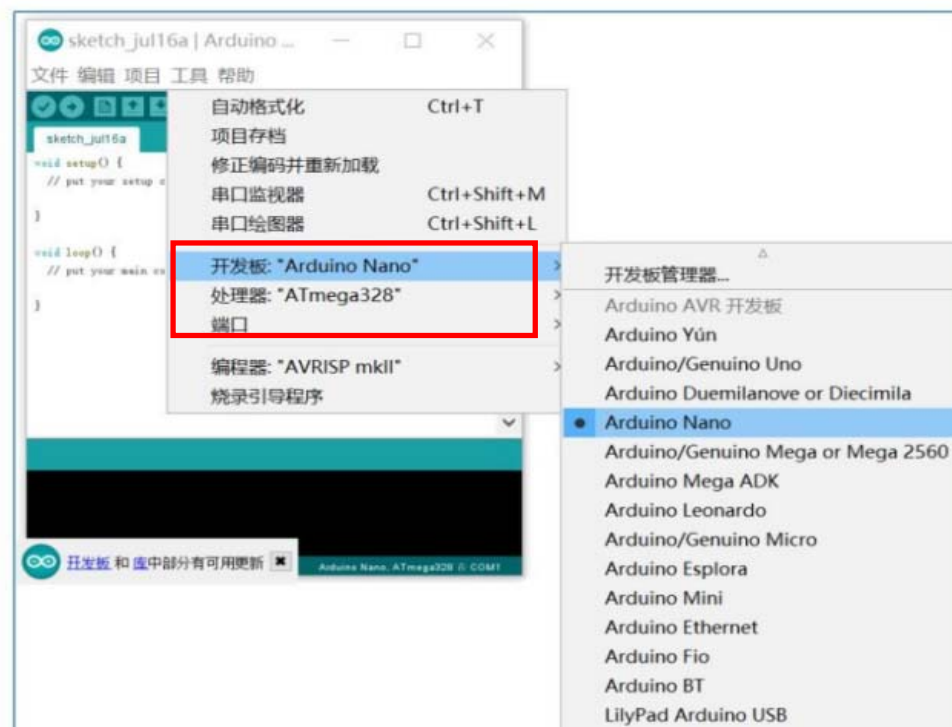 sketch_jul16a | Arduino ...
文件 编辑 项目 工具 帮助
sketch_jul16a
void setup() {
// put your setup c
}
void loop() {
// put your main co
}
自动格式化 Ctrl+T
项目存档
修正编码并重新加载
串口监视器 Ctrl+Shift+M
串口绘图器 Ctrl+Shift+L
开发板: "Arduino Nano"
处理器: "ATmega328"
端口
编程器: "AVRISP mkII"
烧录引导程序
开发板管理器...
Arduino AVR 开发板
Arduino Yún
Arduino/Genuino Uno
Arduino Duemilanove or Diecimila
Arduino Nano
Arduino/Genuino Mega or Mega 2560
Arduino Mega ADK
Arduino Leonardo
Arduino/Genuino Micro
Arduino Esplora
Arduino Mini
Arduino Ethernet
Arduino Fio
Arduino BT
LilyPad Arduino USB
开发板 和 库中部分有可用更新
Arduino Nano, ATmega328 在 COM1